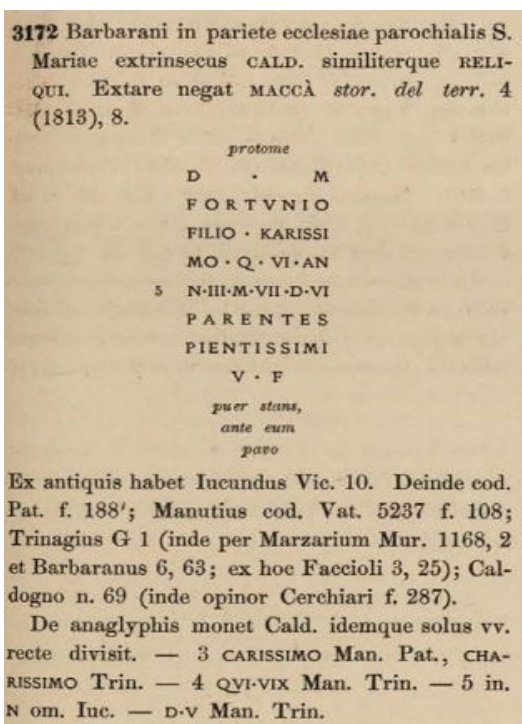 3172 Barbarani in pariete ecclesiae parochialis S.
Mariae extrinsecus CALD. similiterque RELI-
QUI. Extare negat MACCÀ stor. del terr. 4
(1813), 8.
protome
D · M
FORTVNIO
FILIO · KARISSI
MO · Q · VI · AN
5 N·III·M·VII·D·VI
PARENTES
PIENTISSIMI
V · F
puer stans,
ante eum
pavo
Ex antiquis habet Iucundus Vic. 10. Deinde cod.
Pat. f. 188'; Manutius cod. Vat. 5237 f. 108;
Trinagius G 1 (inde per Marzarium Mur. 1168, 2
et Barbaranus 6, 63; ex hoc Faccioli 3, 25); Cal-
dogno n. 69 (inde opinor Cerchiari f. 287).
De anaglyphis monet Cald. idemque solus vv.
recte divisit. — 3 CARISSIMO Man. Pat., CHA-
RISSIMO Trin. — 4 QVI·VIX Man. Trin. — 5 in.
N om. Iuc. — D·V Man. Trin.